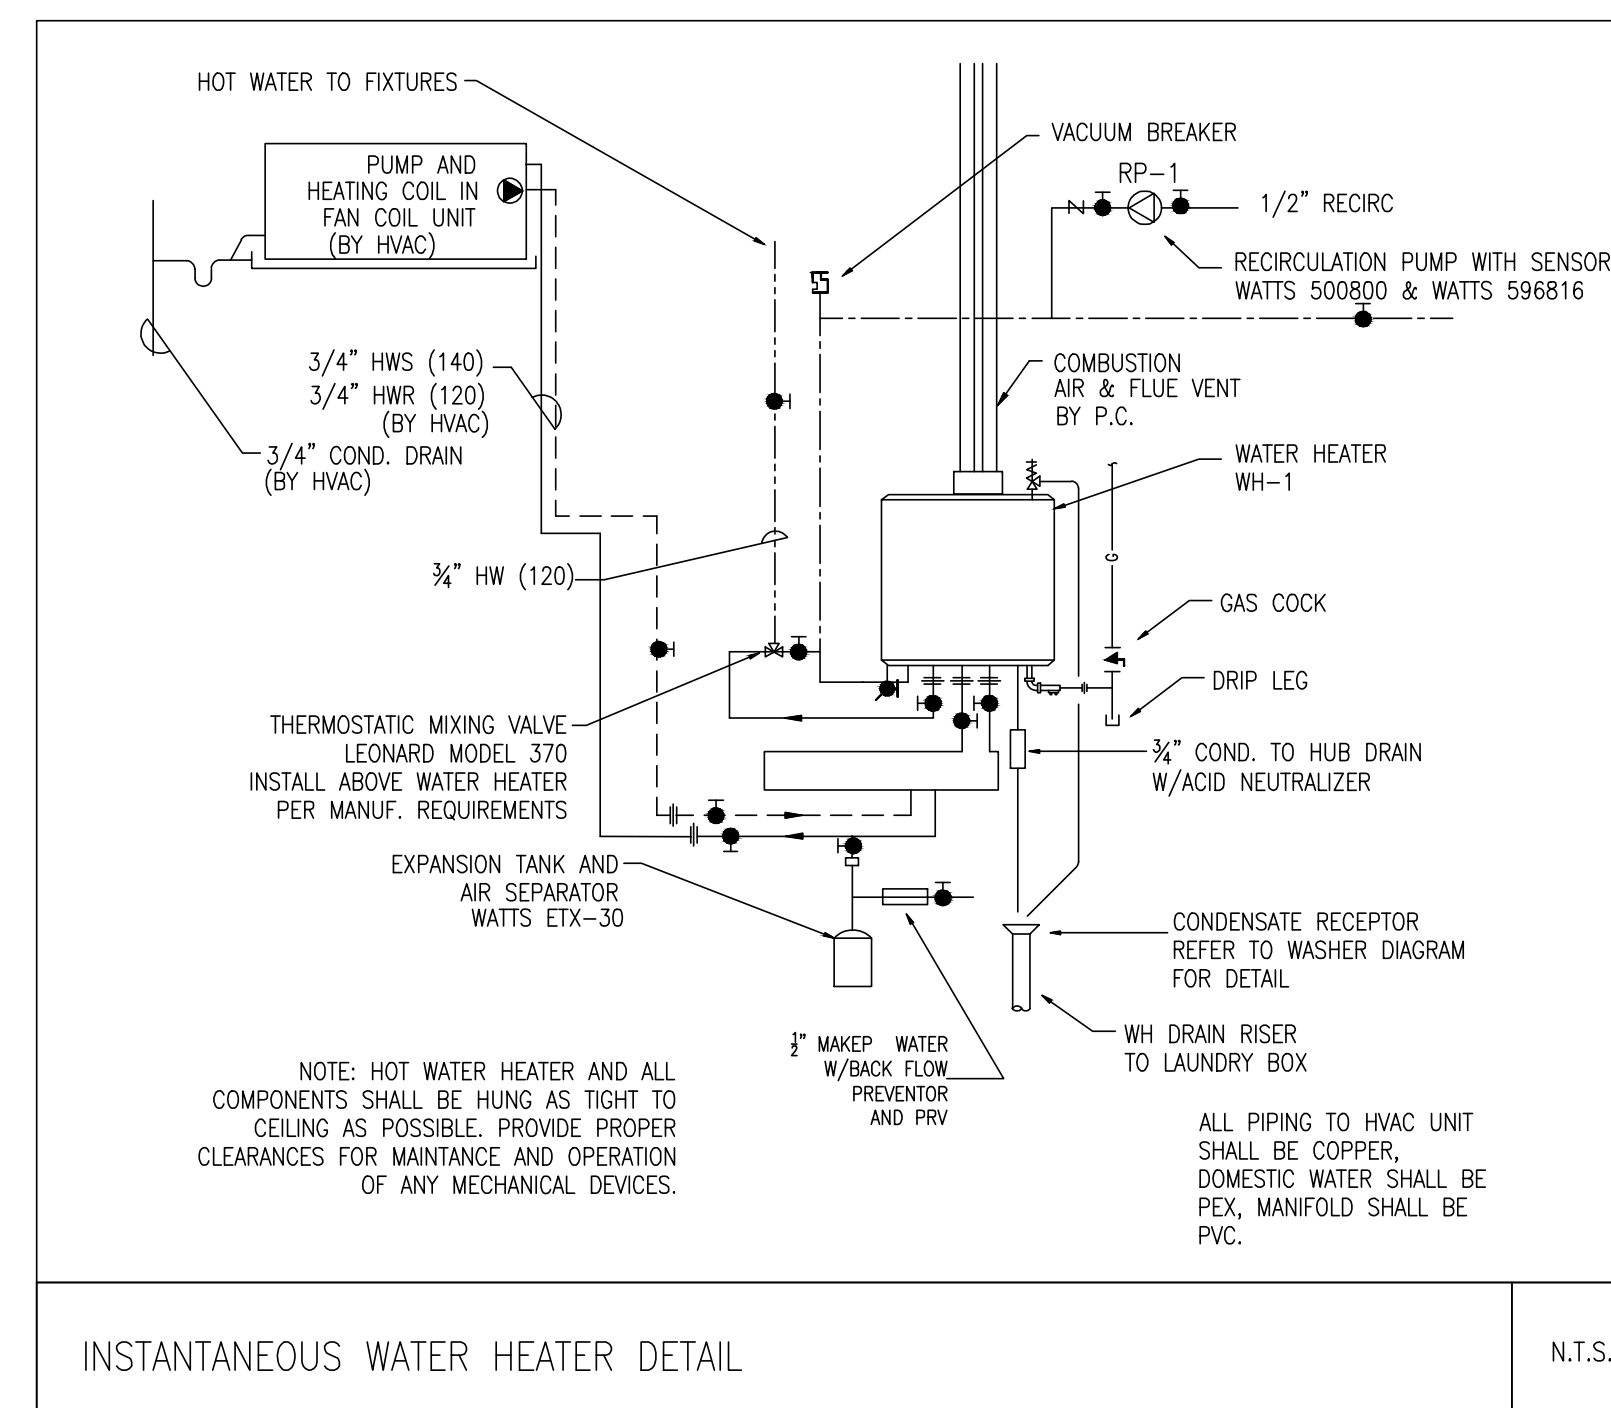 HOT WATER TO FIXTURES
PUMP AND
HEATING COIL IN
FAN COIL UNIT
(BY HVAC)
VACUUM BREAKER
RP-1
1/2" RECIRC
RECIRCULATION PUMP WITH SENSOR
WATTS 500800 & WATTS 596816
3/4" HWS (140)
3/4" HWR (120)
(BY HVAC)
3/4" COND. DRAIN
(BY HVAC)
COMBUSTION
AIR & FLUE VENT
BY P.C.
WATER HEATER
WH-1
G
¾" HW (120)
GAS COCK
DRIP LEG
THERMOSTATIC MIXING VALVE
LEONARD MODEL 370
INSTALL ABOVE WATER HEATER
PER MANUF. REQUIREMENTS
¾" COND. TO HUB DRAIN
W/ACID NEUTRALIZER
EXPANSION TANK AND
AIR SEPARATOR
WATTS ETX-30
CONDENSATE RECEPTOR
REFER TO WASHER DIAGRAM
FOR DETAIL
½" MAKEP WATER
W/BACK FLOW
PREVENTOR
AND PRV
WH DRAIN RISER
TO LAUNDRY BOX
NOTE: HOT WATER HEATER AND ALL
COMPONENTS SHALL BE HUNG AS TIGHT TO
CEILING AS POSSIBLE. PROVIDE PROPER
CLEARANCES FOR MAINTANCE AND OPERATION
OF ANY MECHANICAL DEVICES.
ALL PIPING TO HVAC UNIT
SHALL BE COPPER,
DOMESTIC WATER SHALL BE
PEX, MANIFOLD SHALL BE
PVC.
INSTANTANEOUS WATER HEATER DETAIL
N.T.S.